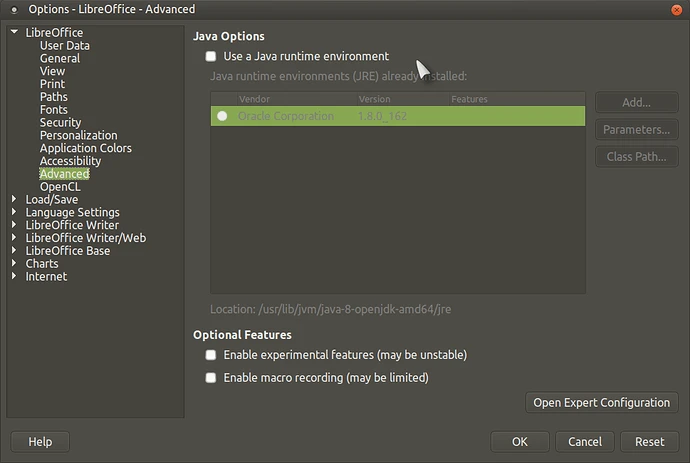 Options - LibreOffice - Advanced
LibreOffice
User Data
General
View
Print
Paths
Fonts
Security
Personalization
Application Colors
Accessibility
Advanced
OpenCL
Load/Save
Language Settings
LibreOffice Writer
LibreOffice Writer/Web
LibreOffice Base
Charts
Internet
Java Options
Use a Java runtime environment
Java runtime environments (JRE) already installed:
Vendor Version Features
Oracle Corporation 1.8.0_162
Add...
Parameters...
Class Path...
Location: /usr/lib/jvm/java-8-openjdk-amd64/jre
Optional Features
Enable experimental features (may be unstable)
Enable macro recording (may be limited)
Open Expert Configuration
Help OK Cancel Reset